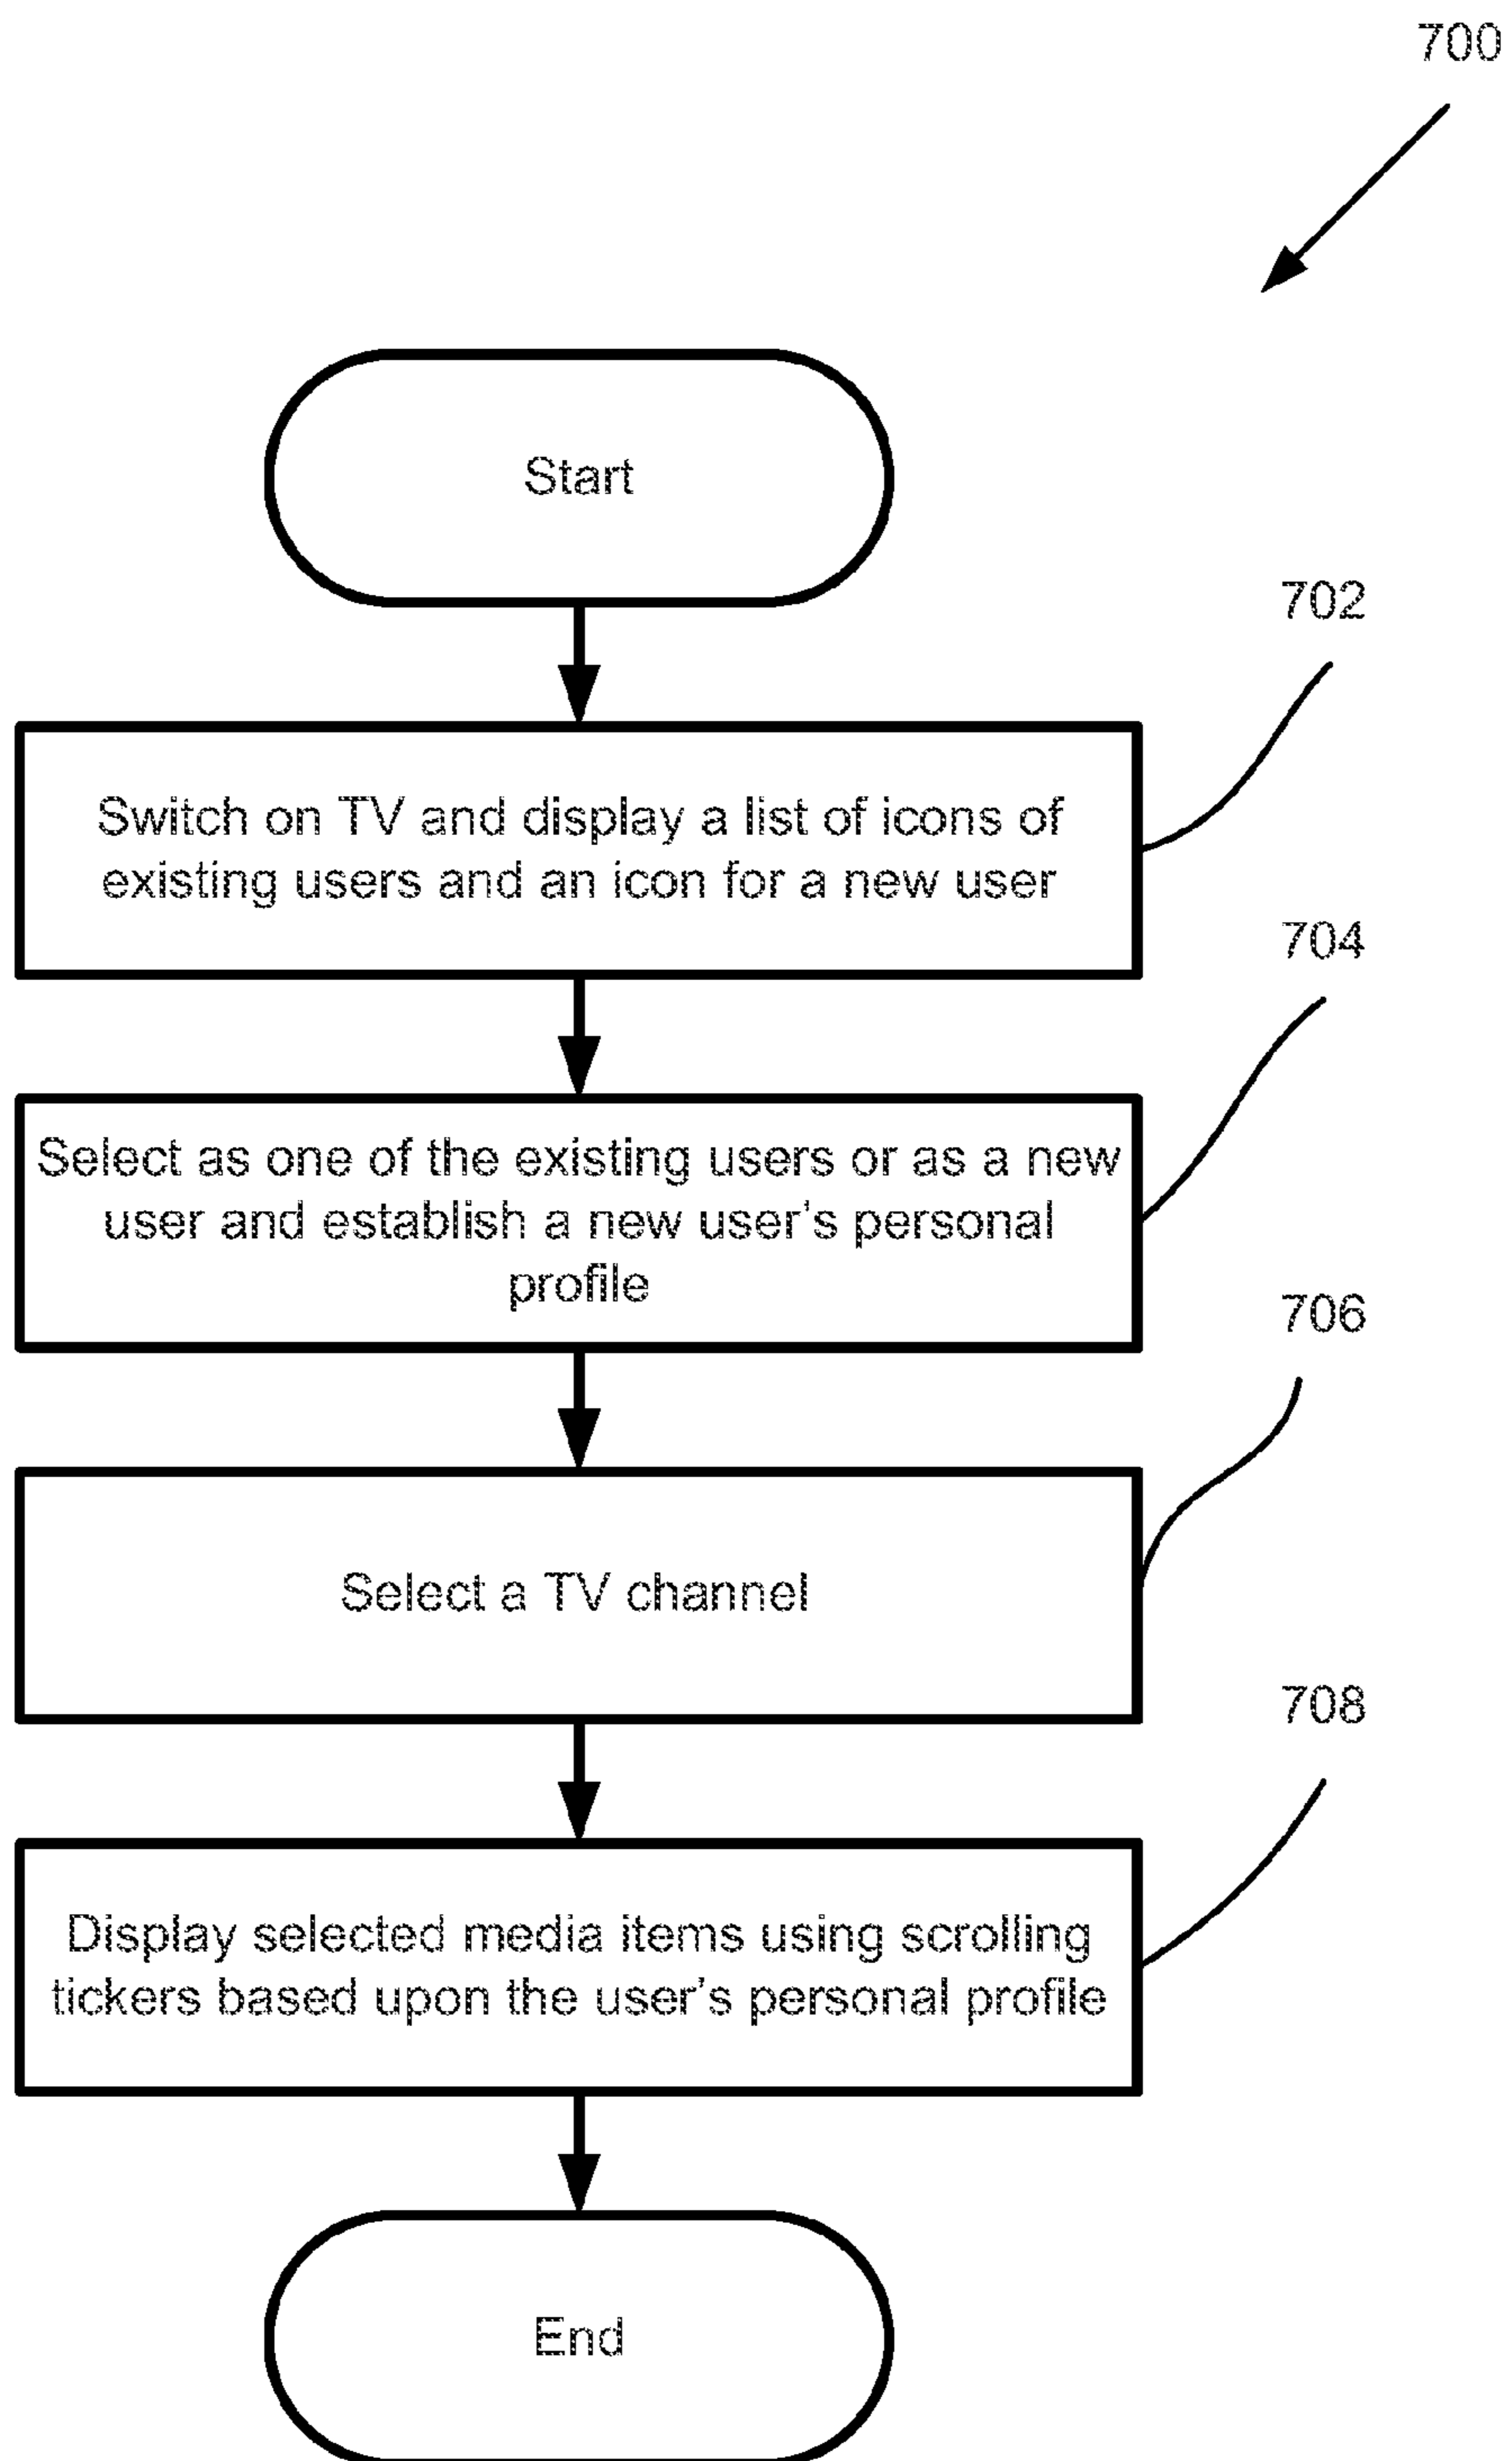 700
Start
702
Switch on TV and display a list of icons of
existing users and an icon for a new user
704
Select as one of the existing users or as a new
user and establish a new user's personal
profile
706
Select a TV channel
708
Display selected media items using scrolling
tickers based upon the user's personal profile
End